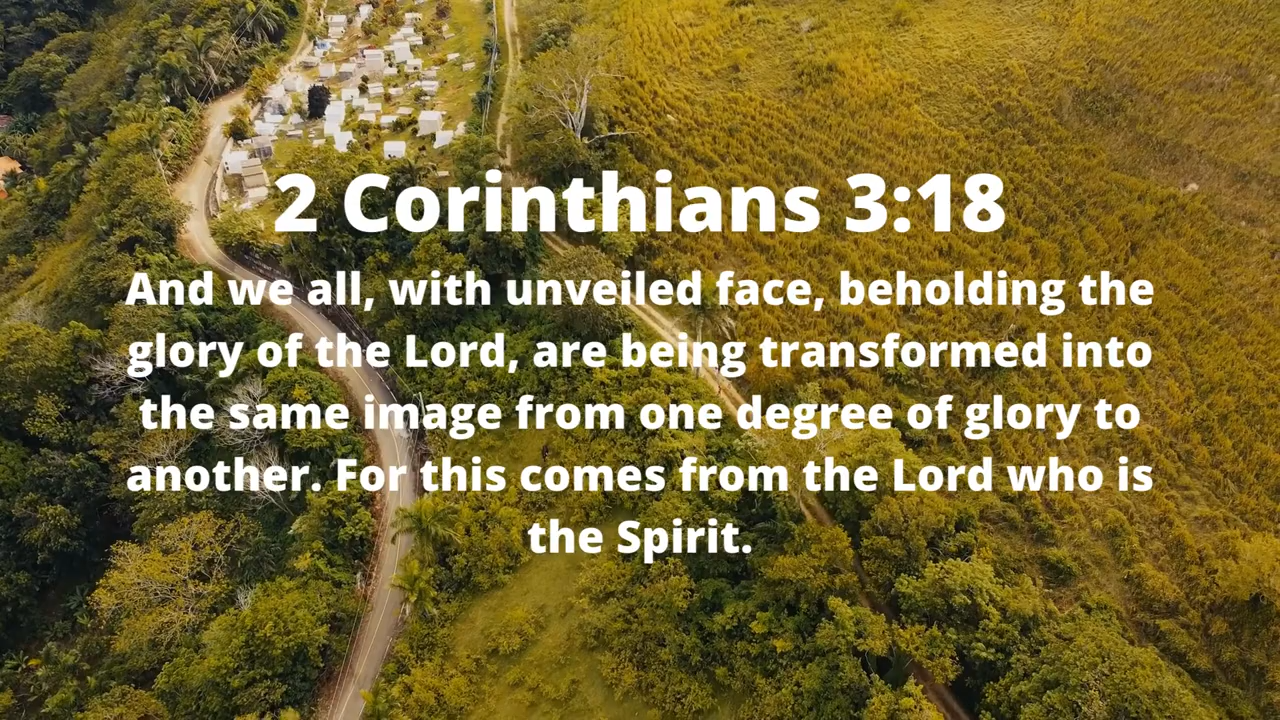 2 Corinthians 3:18
And we all, with unveiled face, beholding the
glory of the Lord, are being transformed into
the same image from one degree of glory to
another. For this comes from the Lord who is
the Spirit.